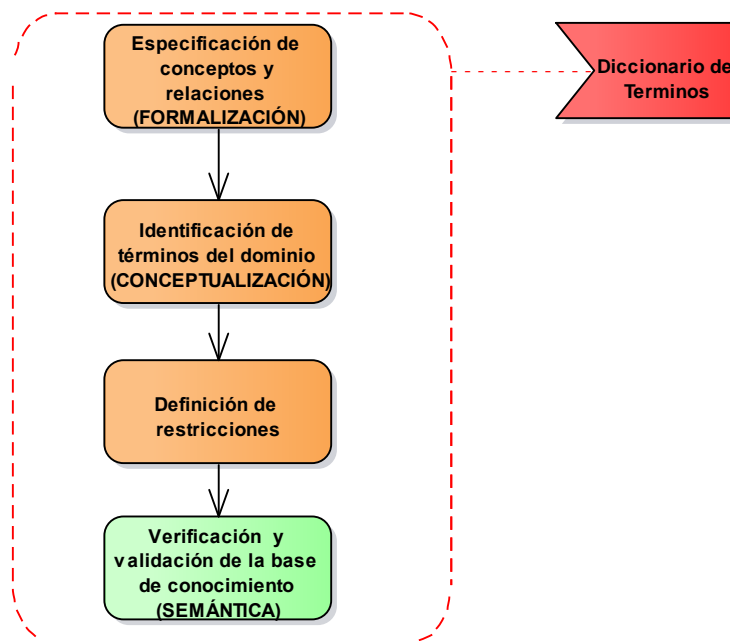 Especificación de
conceptos y
relaciones
(FORMALIZACIÓN)
Diccionario de
Terminos
Identificación de
términos del dominio
(CONCEPTUALIZACIÓN)
Definición de
restricciones
Verificación y
validación de la base
de conocimiento
(SEMÁNTICA)